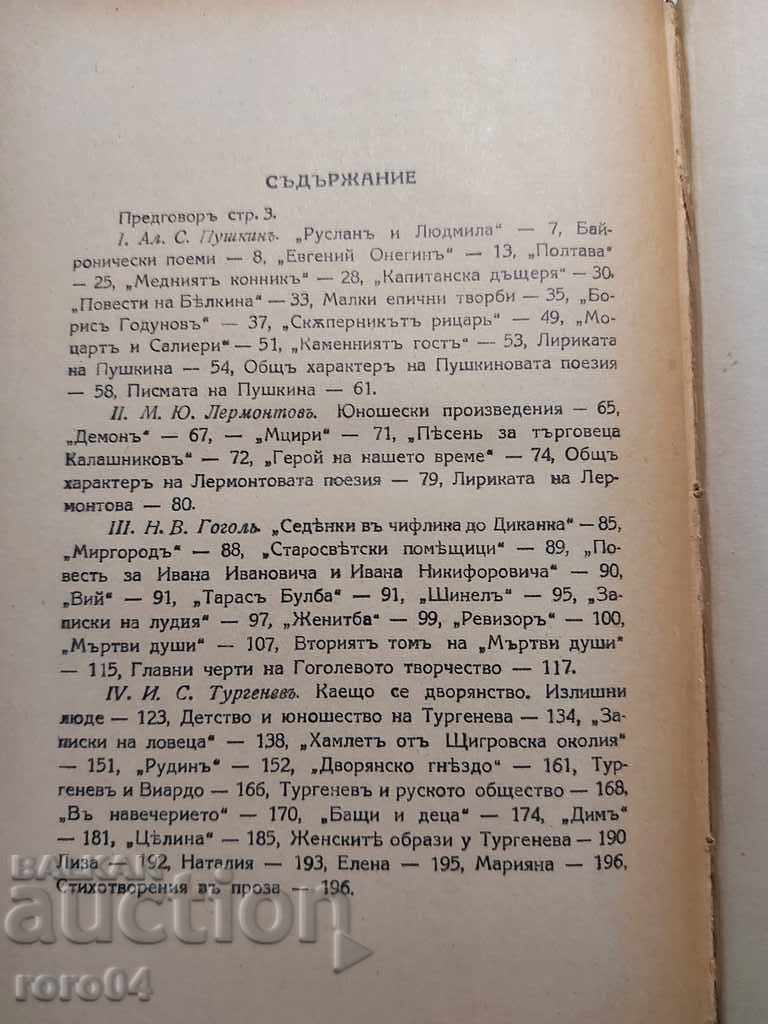 СЪДЪРЖАНИЕ
Предговоръ стр. 3.
I. Ал. С. Пушкинъ. „Русланъ и Людмила“ — 7, Бай-
ронически поеми — 8, „Евгений Онегинъ“ — 13, „Полтава“
— 25, „Медниятъ конникъ“ — 28, „Капитанска дъщеря“ — 30,
„Повести на Бѣлкина“ — 33, Малки епични творби — 35, „Бо-
рисъ Годуновъ“ — 37, „Скѫперникътъ рицарь“ — 49, „Мо-
цартъ и Салиери“ — 51, „Каменниятъ гостъ“ — 53, Лириката
на Пушкина — 54, Общъ характеръ на Пушкиновата поезия
— 58, Писмата на Пушкина — 61.
II. М. Ю. Лермонтовъ. Юношески произведения — 65,
„Демонъ“ — 67, — „Мцири“ — 71, „Пѣсень за търговеца
Калашниковъ“ — 72, „Герой на нашето време“ — 74, Общъ
характеръ на Лермонтовата поезия — 79, Лириката на Лер-
монтова — 80.
III. Н. В. Гоголь. „Седѣнки въ чифлика до Диканка“ — 85,
„Миргородъ“ — 88, „Старосвѣтски помѣщици“ — 89, „По-
весть за Ивана Ивановича и Ивана Никифоровича“ — 90,
„Вий“ — 91, „Тарасъ Булба“ — 91, „Шинелъ“ — 95, „За-
писки на лудия“ — 97, „Женитба“ — 99, „Ревизоръ“ — 100,
„Мъртви души“ — 107, Вториятъ томъ на „Мъртви души“
— 115, Главни черти на Гоголевото творчество — 117.
IV. И. С. Тургеневъ. Каещо се дворянство. Излишни
люде — 123, Детство и юношество на Тургенева — 134, „За-
писки на ловеца“ — 138, „Хамлетъ отъ Щигровска околия“
— 151, „Рудинъ“ — 152, „Дворянско гнѣздо“ — 161, Тур-
геневъ и Виардо — 166, Тургеневъ и руското общество — 168,
„Въ навечерието“ — 170, „Бащи и деца“ — 174, „Димъ“
— 181, „Цѣлина“ — 185, Женскитѣ образи у Тургенева — 190
Лиза — 192, Наталия — 193, Елена — 195, Марияна — 196,
Стихотворения въ проза — 196.
БАЛКАН
auction
roro04